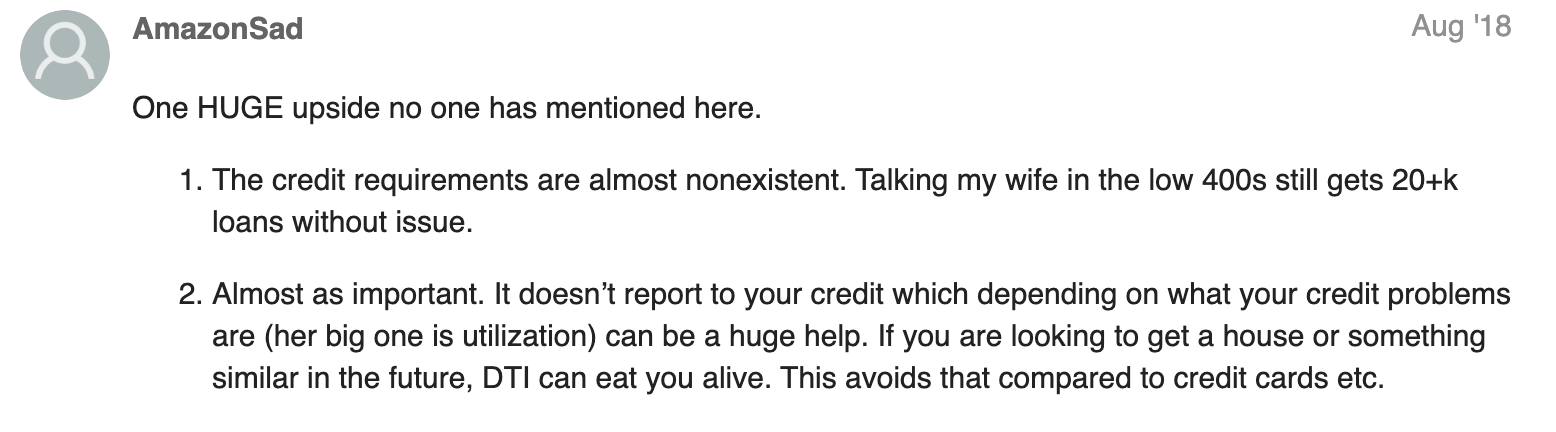 AmazonSad
Aug '18
One HUGE upside no one has mentioned here.
1. The credit requirements are almost nonexistent. Talking my wife in the low 400s still gets 20+k
loans without issue.
2. Almost as important. It doesn’t report to your credit which depending on what your credit problems
are (her big one is utilization) can be a huge help. If you are looking to get a house or something
similar in the future, DTI can eat you alive. This avoids that compared to credit cards etc.